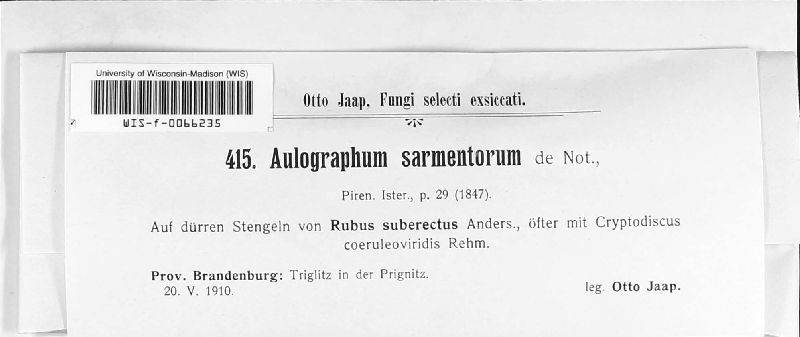 University of Wisconsin-Madison (WIS)
WIS-f-0066235
Otto Jaap, Fungi selecti exsiccati.
415. Aulographum sarmentorum de Not.,
Piren. Ister., p. 29 (1847).
Auf dürren Stengeln von Rubus suberectus Anders., öfter mit Cryptodiscus
coeruleoviridis Rehm.
Prov. Brandenburg: Triglitz in der Prignitz.
20. V. 1910.
leg. Otto Jaap.